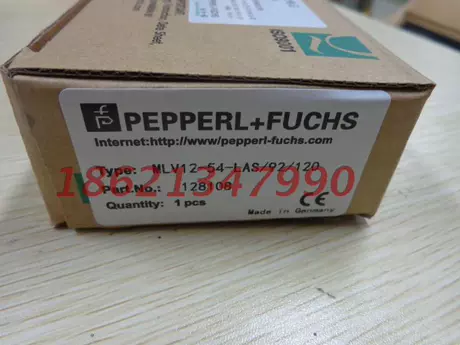 ISO9001
PEPPERL+FUCHS
Internet:http://www/pepperl-fuchs.com
Type: MLV12-54-LAS/92/120
18621347990
Part.No.: 128108
Quantity: 1 pcs
Made in Germany
CE